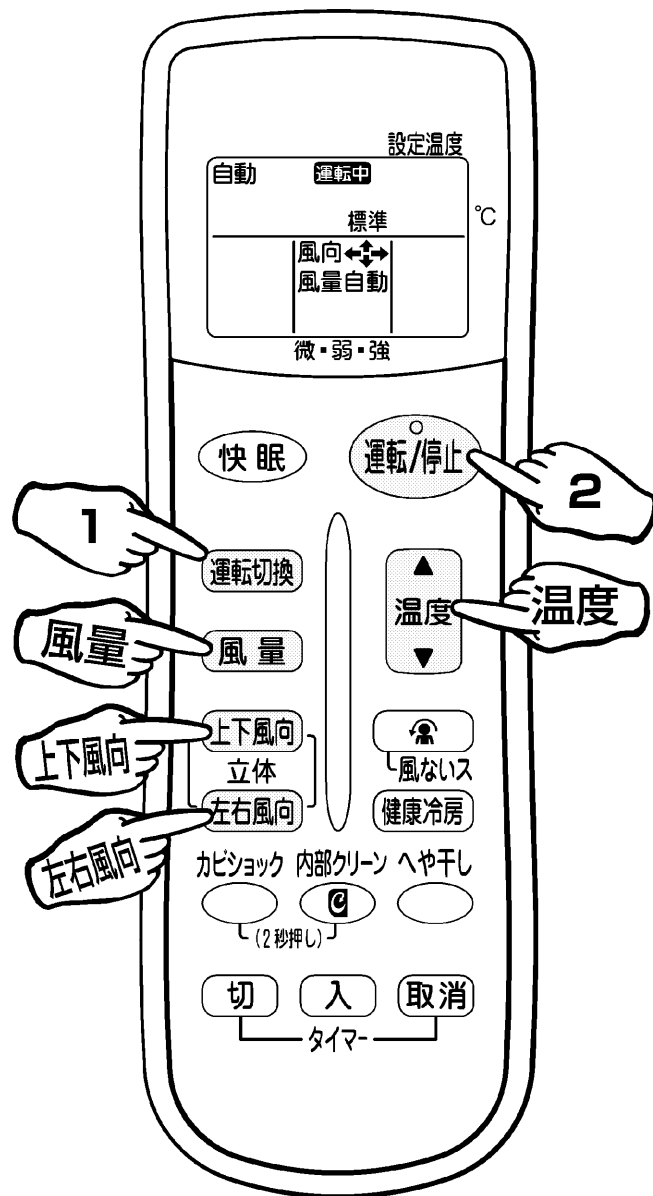 設定温度
自動 運転中
℃
標準
風向
風量自動
微・弱・強
快眠 運転/停止
1 2
運転切換
温度 温度
風量 風量
上下風向 上下風向
立体 風ないス
左右風向 健康冷房
左右風向
カビショック 内部クリーン へや干し
(2秒押し)
切 入 取消
タイマー